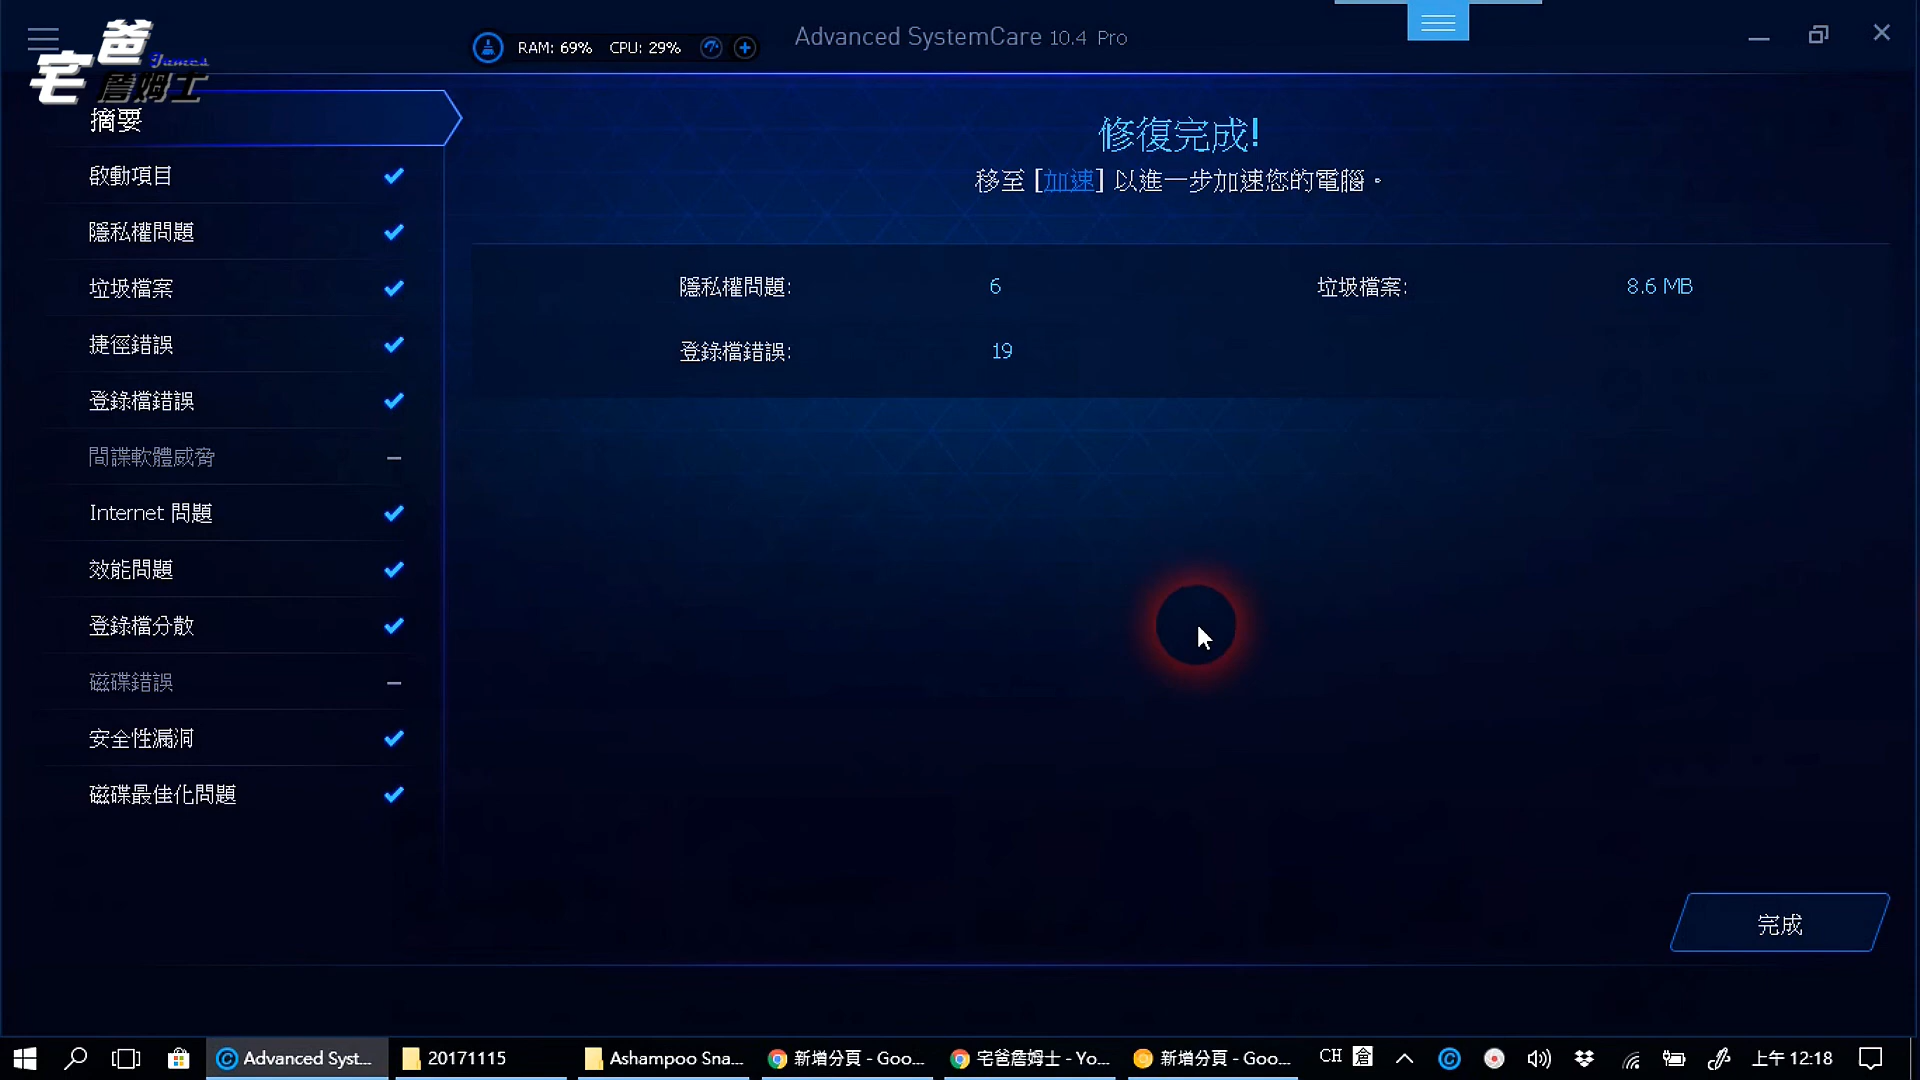 宅爸 James
詹姆士
RAM: 69% CPU: 29%
Advanced SystemCare 10.4 Pro
摘要
啟動項目
隱私權問題
垃圾檔案
捷徑錯誤
登錄檔錯誤
間諜軟體威脅
Internet 問題
效能問題
登錄檔分散
磁碟錯誤
安全性漏洞
磁碟最佳化問題
修復完成!
移至 [加速] 以進一步加速您的電腦。
隱私權問題: 6 垃圾檔案: 8.6 MB
登錄檔錯誤: 19
完成
Advanced Syst... 20171115 Ashampoo Sna... 新增分頁 - Goo... 宅爸詹姆士 - Yo... 新增分頁 - Goo... CH 倉 上午 12:18